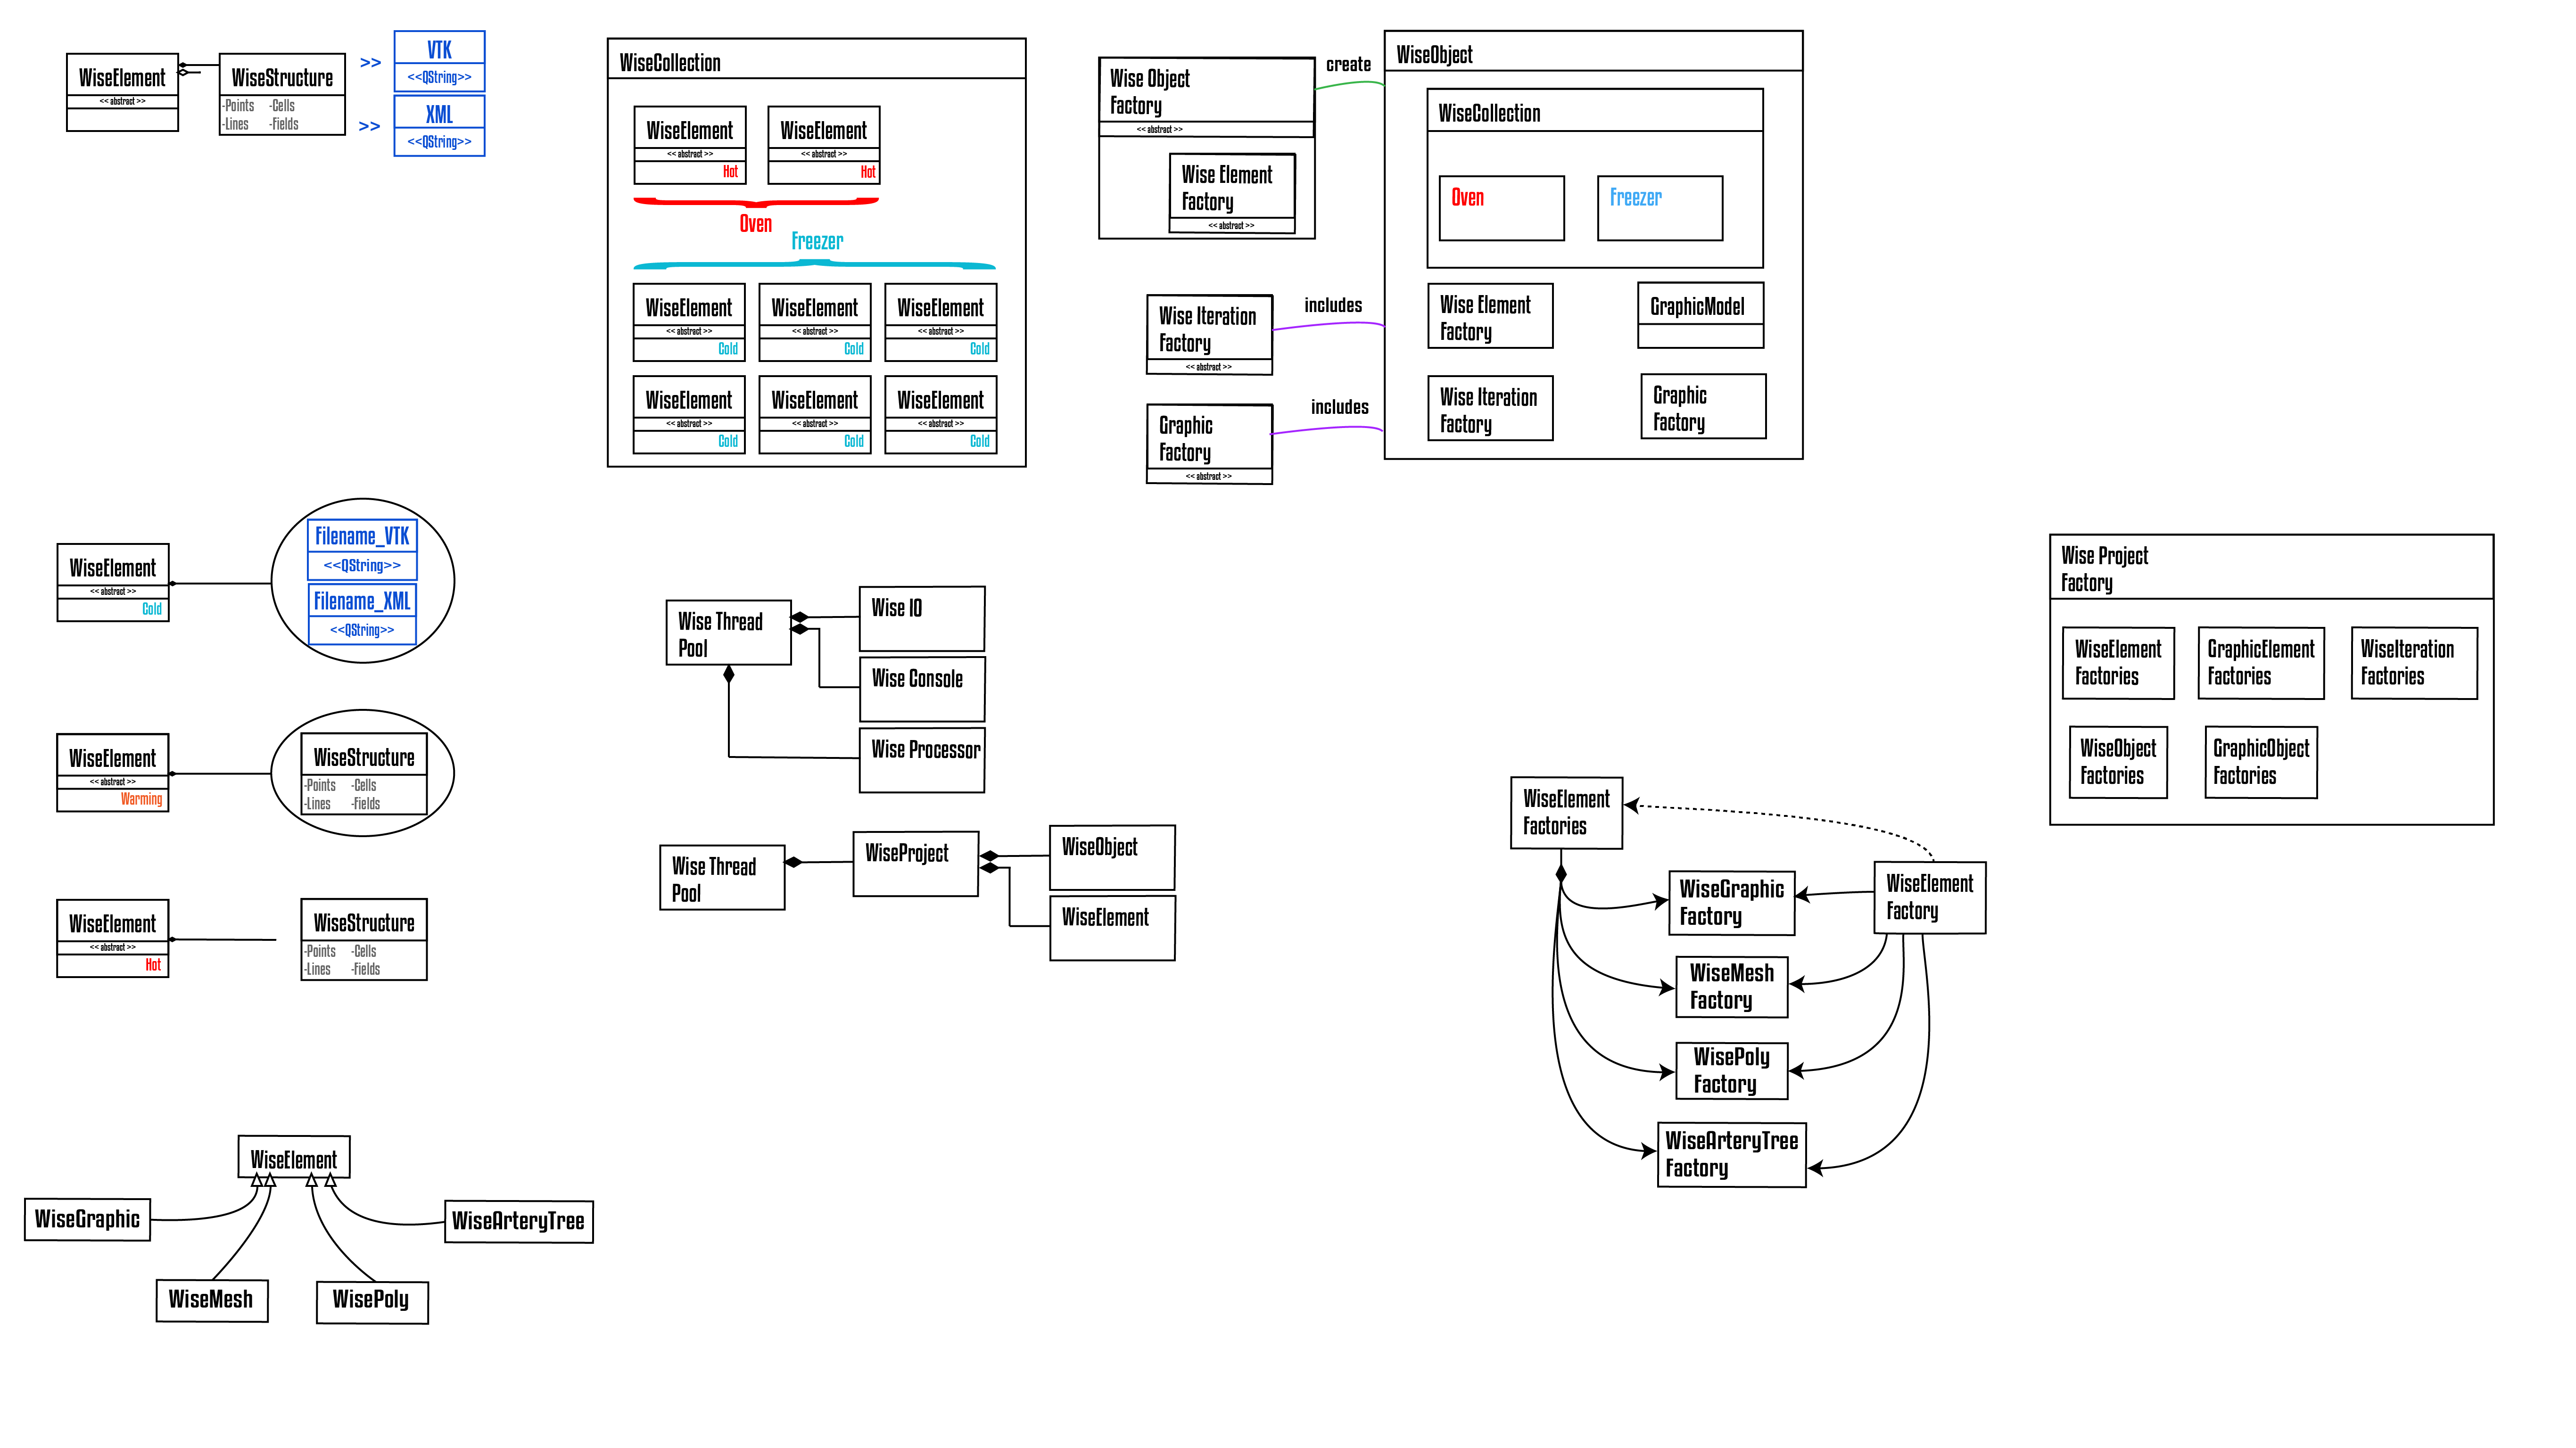 WiseElement
<< abstract >>
WiseStructure
-Points -Cells
-Lines -Fields
>>
VTK
<<QString>>
>>
XML
<<QString>>
WiseCollection
WiseElement
<< abstract >>
Hot
WiseElement
<< abstract >>
Hot
Oven
Freezer
WiseElement
<< abstract >>
Cold
WiseElement
<< abstract >>
Cold
WiseElement
<< abstract >>
Cold
WiseElement
<< abstract >>
Cold
WiseElement
<< abstract >>
Cold
WiseElement
<< abstract >>
Cold
Wise Object
Factory
<< abstract >>
Wise Element
Factory
<< abstract >>
create
Wise Iteration
Factory
<< abstract >>
includes
Graphic
Factory
<< abstract >>
includes
WiseObject
WiseCollection
Oven
Freezer
Wise Element
Factory
GraphicModel
Wise Iteration
Factory
Graphic
Factory
WiseElement
<< abstract >>
Cold
Filename_VTK
<<QString>>
Filename_XML
<<QString>>
WiseElement
<< abstract >>
Warming
WiseStructure
-Points -Cells
-Lines -Fields
WiseElement
<< abstract >>
Hot
WiseStructure
-Points -Cells
-Lines -Fields
Wise Thread
Pool
Wise IO
Wise Console
Wise Processor
Wise Thread
Pool
WiseProject
WiseObject
WiseElement
Wise Project
Factory
WiseElement
Factories
GraphicElement
Factories
WiseIteration
Factories
WiseObject
Factories
GraphicObject
Factories
WiseElement
Factories
WiseGraphic
Factory
WiseElement
Factory
WiseMesh
Factory
WisePoly
Factory
WiseArteryTree
Factory
WiseElement
WiseGraphic
WiseArteryTree
WiseMesh
WisePoly